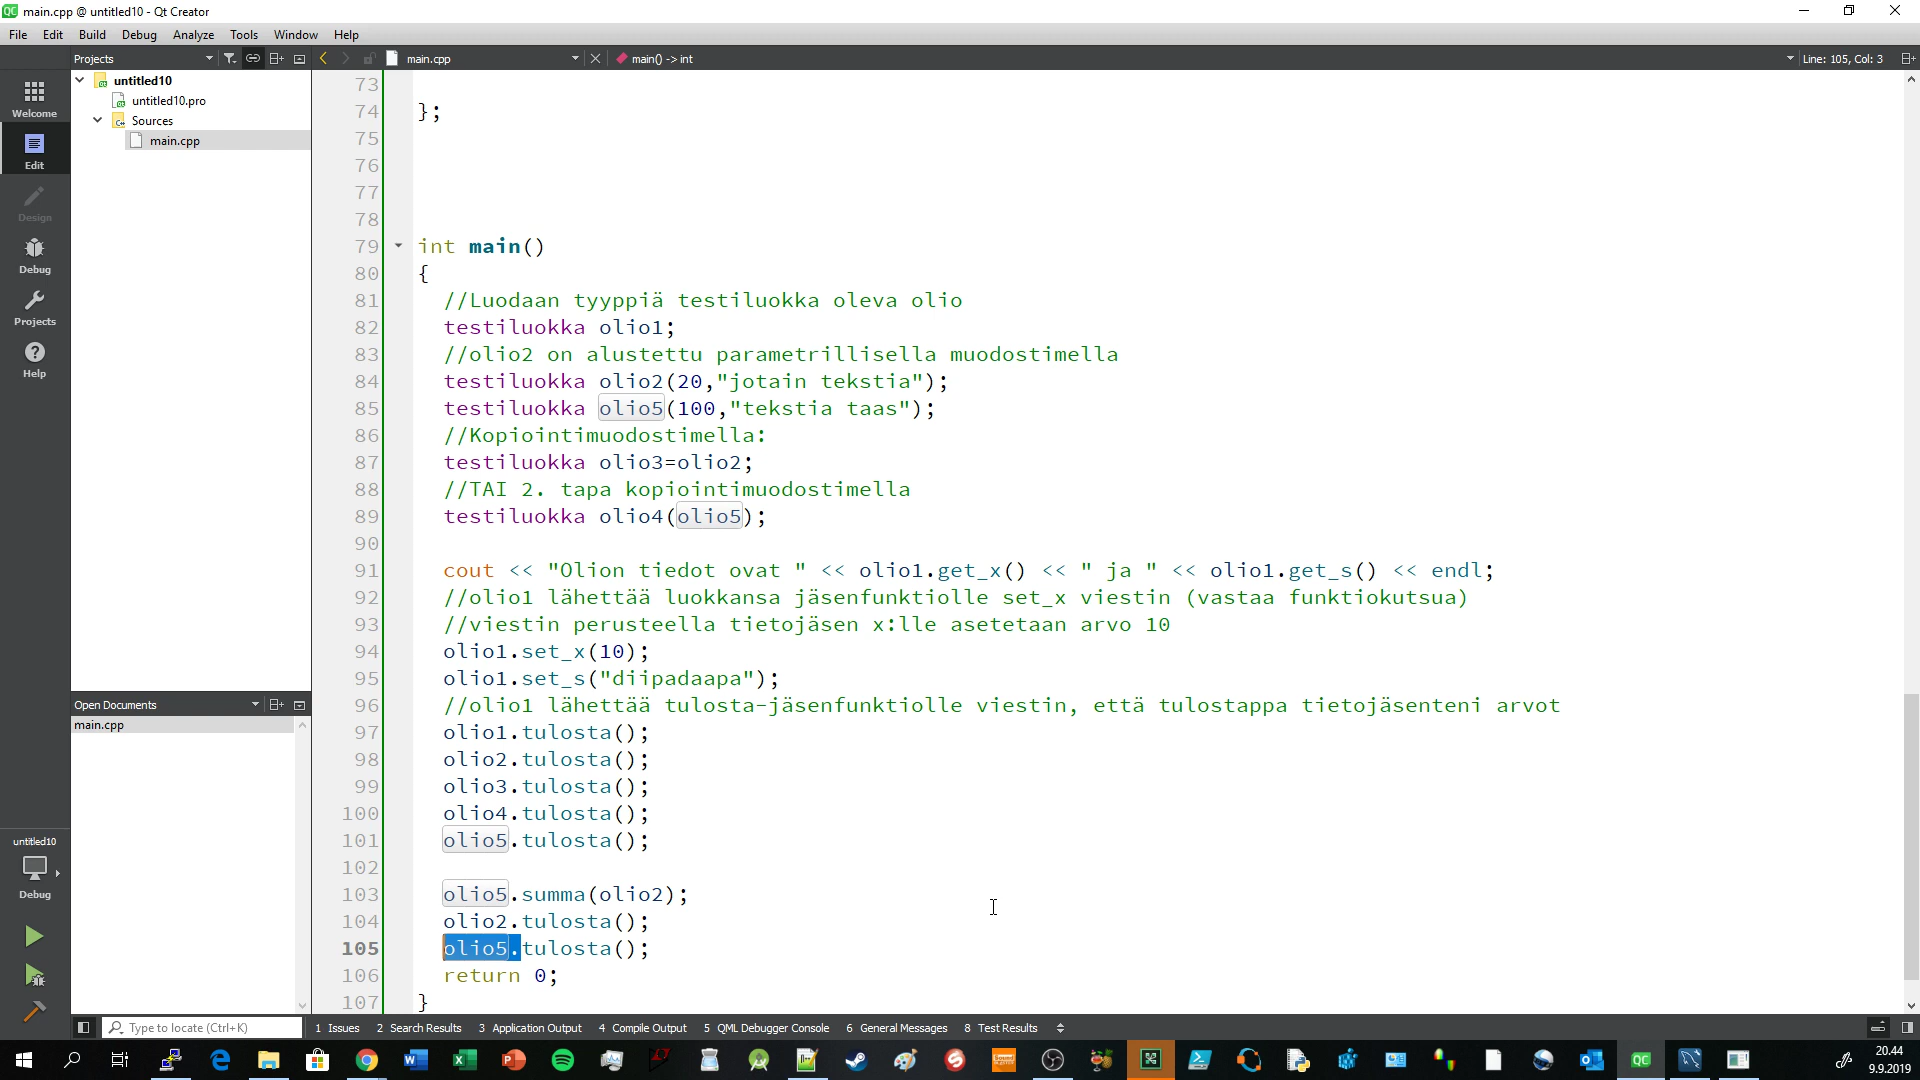 main.cpp @ untitled10 - Qt Creator
File Edit Build Debug Analyze Tools Window Help
Projects
main.cpp
main() -> int
Line: 105, Col: 3
untitled10
untitled10.pro
Sources
main.cpp
Welcome
Edit
Design
Debug
Projects
Help
Open Documents
main.cpp
untitled10
Debug
73
74 };
75
76
77
78
79 int main()
80 {
81 //Luodaan tyyppiä testiluokka oleva olio
82 testiluokka olio1;
83 //olio2 on alustettu parametrillisella muodostimella
84 testiluokka olio2(20,"jotain tekstia");
85 testiluokka olio5(100,"tekstia taas");
86 //Kopiointimuodostimella:
87 testiluokka olio3=olio2;
88 //TAI 2. tapa kopiointimuodostimella
89 testiluokka olio4(olio5);
90
91 cout << "Olion tiedot ovat " << olio1.get_x() << " ja " << olio1.get_s() << endl;
92 //olio1 lähettää luokkansa jäsenfunktiolle set_x viestin (vastaa funktiokutsua)
93 //viestin perusteella tietojäsen x:lle asetetaan arvo 10
94 olio1.set_x(10);
95 olio1.set_s("diipadaapa");
96 //olio1 lähettää tulosta-jäsenfunktiolle viestin, että tulostappa tietojäsenteni arvot
97 olio1.tulosta();
98 olio2.tulosta();
99 olio3.tulosta();
100 olio4.tulosta();
101 olio5.tulosta();
102
103 olio5.summa(olio2);
104 olio2.tulosta();
105 olio5.tulosta();
106 return 0;
107 }
Type to locate (Ctrl+K)
1 Issues 2 Search Results 3 Application Output 4 Compile Output 5 QML Debugger Console 6 General Messages 8 Test Results
20.44
9.9.2019